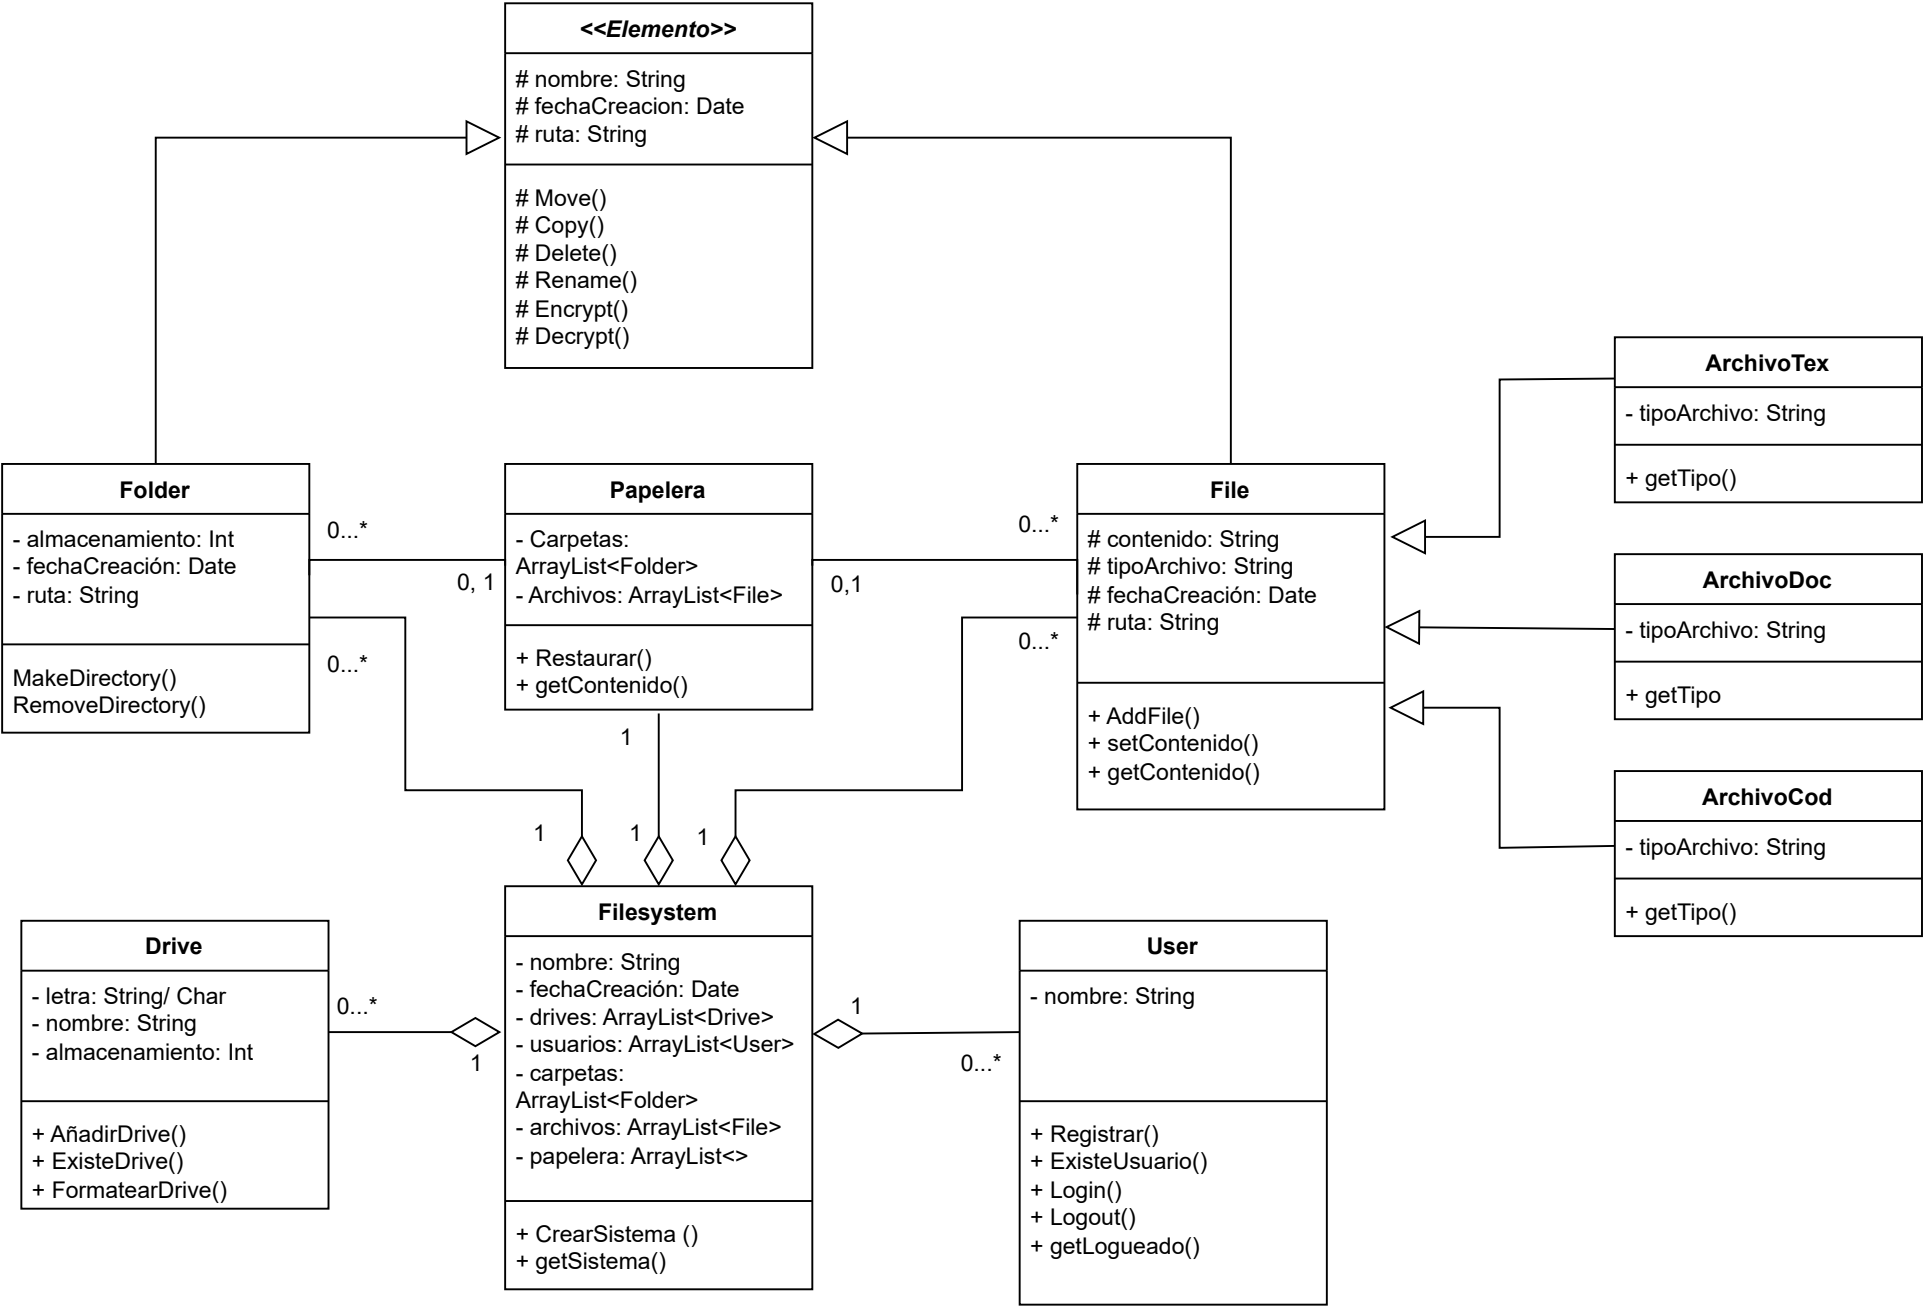 <<Elemento>>
# nombre: String
# fechaCreacion: Date
# ruta: String
# Move()
# Copy()
# Delete()
# Rename()
# Encrypt()
# Decrypt()
Folder
- almacenamiento: Int
- fechaCreación: Date
- ruta: String
MakeDirectory()
RemoveDirectory()
0...*
0, 1
0...*
Papelera
- Carpetas:
ArrayList<Folder>
- Archivos: ArrayList<File>
+ Restaurar()
+ getContenido()
0...*
0,1
0...*
File
# contenido: String
# tipoArchivo: String
# fechaCreación: Date
# ruta: String
+ AddFile()
+ setContenido()
+ getContenido()
ArchivoTex
- tipoArchivo: String
+ getTipo()
ArchivoDoc
- tipoArchivo: String
+ getTipo
ArchivoCod
- tipoArchivo: String
+ getTipo()
1
1
1
1
Drive
- letra: String/ Char
- nombre: String
- almacenamiento: Int
+ AñadirDrive()
+ ExisteDrive()
+ FormatearDrive()
0...*
1
Filesystem
- nombre: String
- fechaCreación: Date
- drives: ArrayList<Drive>
- usuarios: ArrayList<User>
- carpetas:
ArrayList<Folder>
- archivos: ArrayList<File>
- papelera: ArrayList<>
+ CrearSistema ()
+ getSistema()
1
0...*
User
- nombre: String
+ Registrar()
+ ExisteUsuario()
+ Login()
+ Logout()
+ getLogueado()